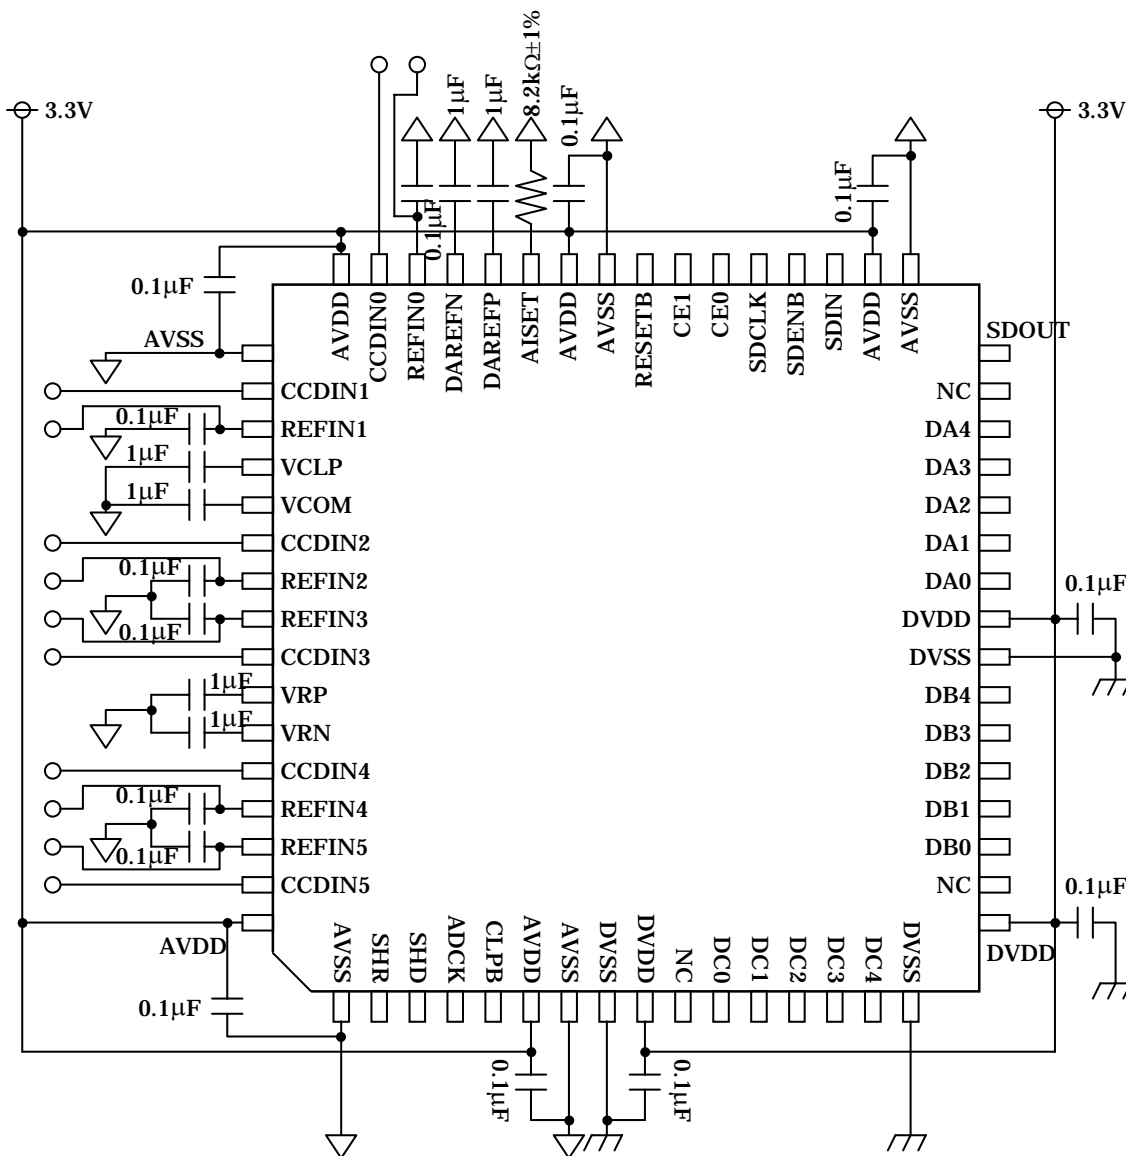 8.2kΩ±1%
1µF
1µF
0.1µF
3.3V
3.3V
0.1µF
0.1µF
0.1µF
AVDD
CCDIN0
REFIN0
DAREFN
DAREFP
AISET
AVDD
AVSS
RESETB
CE1
CE0
SDCLK
SDENB
SDIN
AVDD
AVSS
AVSS
SDOUT
CCDIN1
NC
0.1µF
REFIN1
DA4
1µF
VCLP
DA3
1µF
VCOM
DA2
CCDIN2
DA1
0.1µF
REFIN2
DA0
0.1µF
0.1µF
REFIN3
DVDD
CCDIN3
DVSS
1µF
VRP
DB4
1µF
VRN
DB3
CCDIN4
DB2
0.1µF
REFIN4
DB1
0.1µF
REFIN5
DB0
CCDIN5
NC
0.1µF
AVDD
DVDD
AVSS
SHR
SHD
ADCK
CLPB
AVDD
AVSS
DVSS
DVDD
NC
DC0
DC1
DC2
DC3
DC4
DVSS
0.1µF
0.1µF
0.1µF